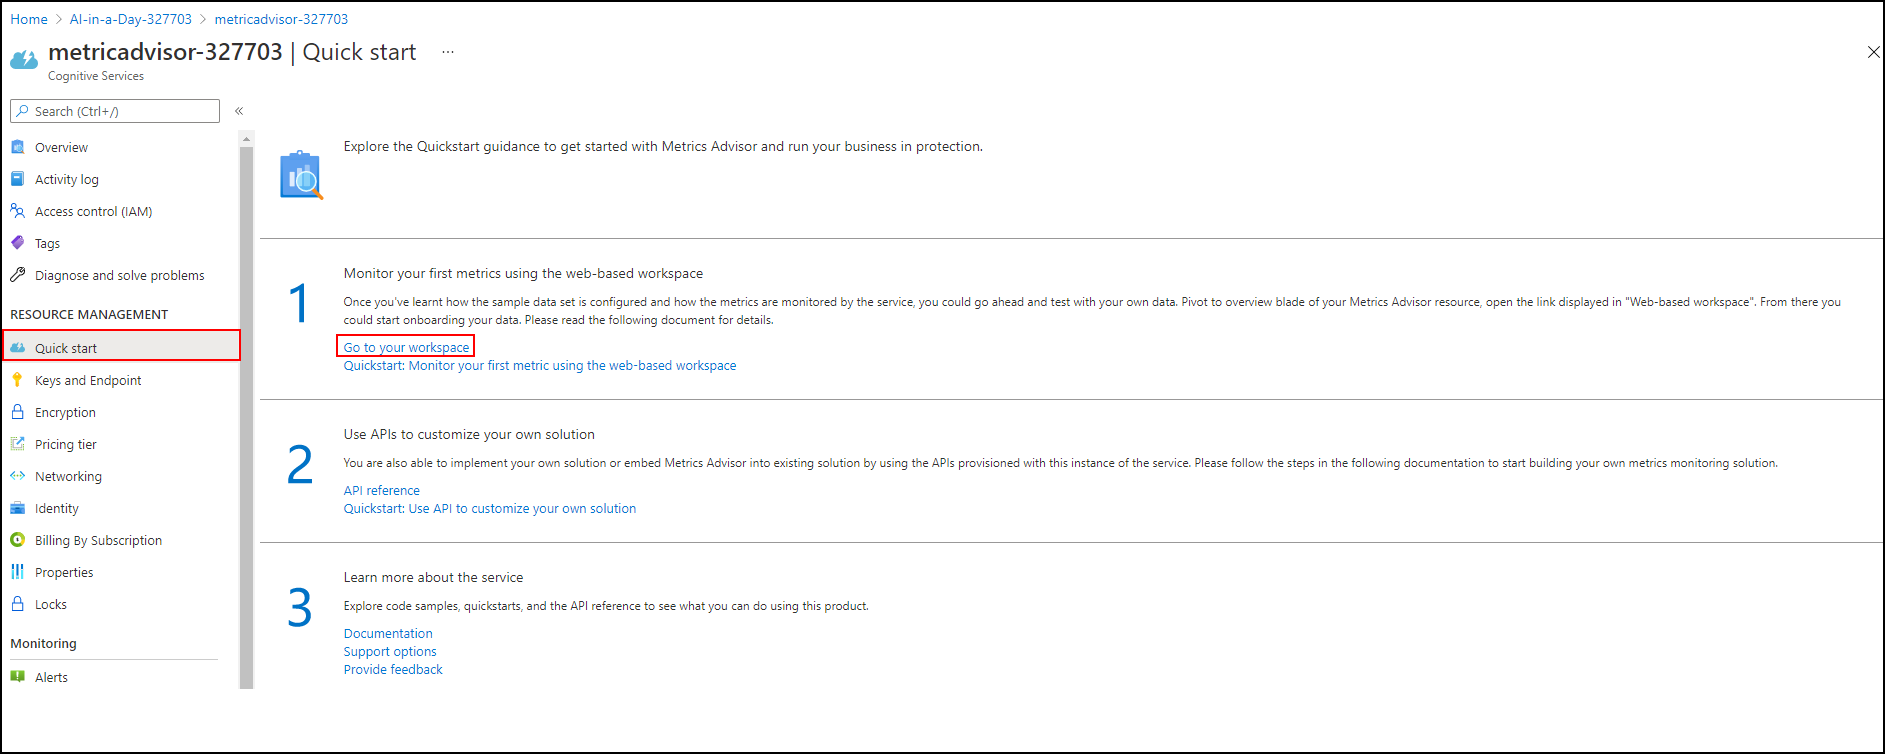 Home > AI-in-a-Day-327703 > metricadvisor-327703
metricadvisor-327703 | Quick start ...
Cognitive Services
Search (Ctrl+/)
«
Overview
Activity log
Access control (IAM)
Tags
Diagnose and solve problems
RESOURCE MANAGEMENT
Quick start
Keys and Endpoint
Encryption
Pricing tier
Networking
Identity
Billing By Subscription
Properties
Locks
Monitoring
Alerts
Explore the Quickstart guidance to get started with Metrics Advisor and run your business in protection.
1
Monitor your first metrics using the web-based workspace
Once you've learnt how the sample data set is configured and how the metrics are monitored by the service, you could go ahead and test with your own data. Pivot to overview blade of your Metrics Advisor resource, open the link displayed in "Web-based workspace". From there you
could start onboarding your data. Please read the following document for details.
Go to your workspace
Quickstart: Monitor your first metric using the web-based workspace
2
Use APIs to customize your own solution
You are also able to implement your own solution or embed Metrics Advisor into existing solution by using the APIs provisioned with this instance of the service. Please follow the steps in the following documentation to start building your own metrics monitoring solution.
API reference
Quickstart: Use API to customize your own solution
3
Learn more about the service
Explore code samples, quickstarts, and the API reference to see what you can do using this product.
Documentation
Support options
Provide feedback